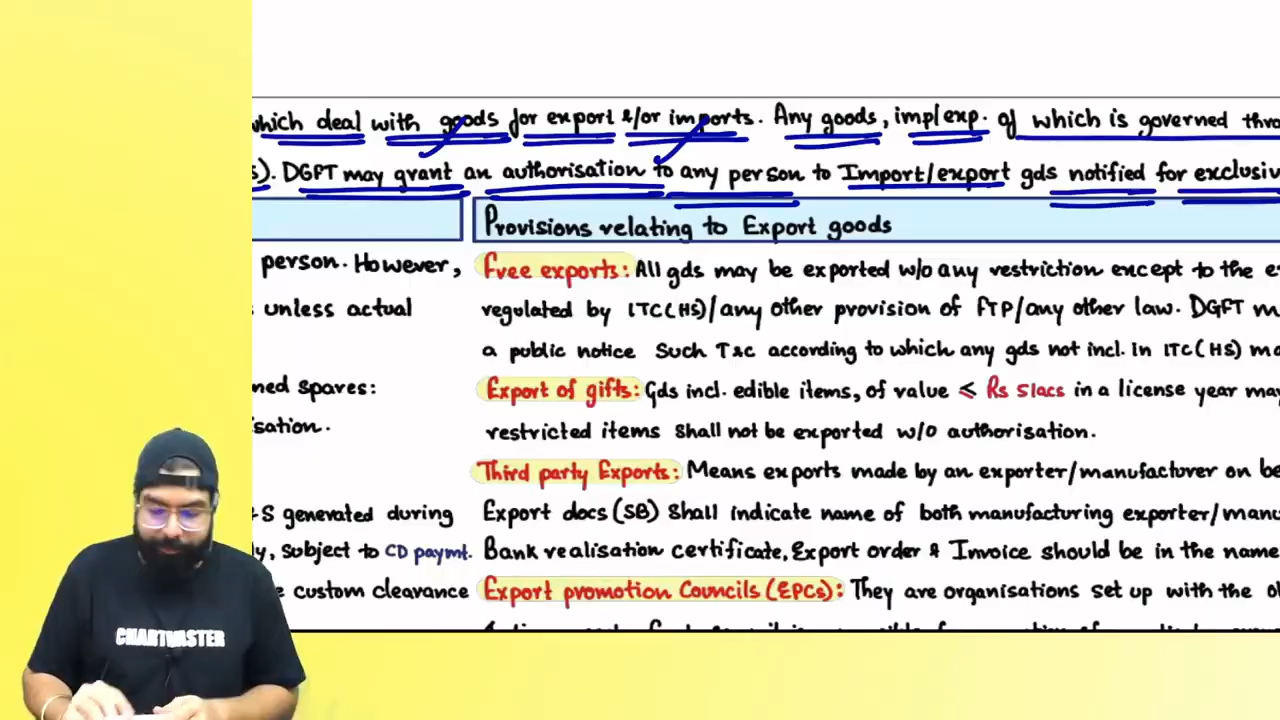 which deal with goods for export &/or imports. Any goods, imp/exp. of which is governed thro
s). DGFT may grant an authorisation to any person to Import/export gds notified for exclusiv
Provisions relating to Export goods
person. However,
s unless actual
ned spares:
isation.
+S generated during
ly, subject to CD paymt.
e custom clearance
Free exports: All gds may be exported w/o any restriction except to the ex
regulated by ITC(HS)/any other provision of FTP/any other law. DGFT m
a public notice Such T&C according to which any gds not incl. in ITC(HS) ma
Export of gifts: Gds incl. edible items, of value ⩽ Rs 5lacs in a license year may
restricted items shall not be exported w/o authorisation.
Third party Exports: Means exports made by an exporter/manufacturer on be
Export docs (SB) Shall indicate name of both manufacturing exporter/manu
Bank realisation certificate, Export order & Invoice should be in the name
Export promotion Councils (EPCs): They are organisations set up with the ob
CHARTMASTER